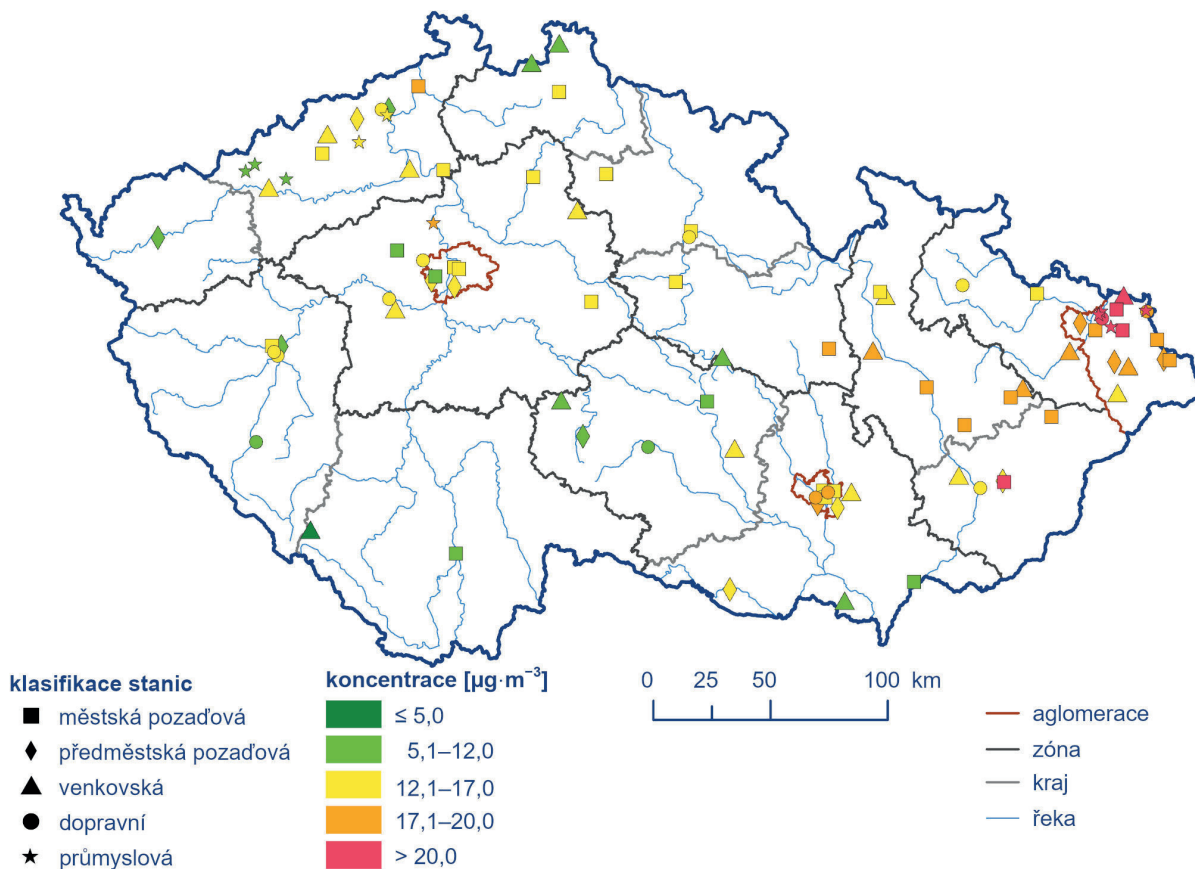 klasifikace stanic
městská pozaďová
předměstská pozaďová
venkovská
dopravní
průmyslová
koncentrace [µg·m⁻³]
≤ 5,0
5,1–12,0
12,1–17,0
17,1–20,0
> 20,0
0 25 50 100 km
aglomerace
zóna
kraj
řeka